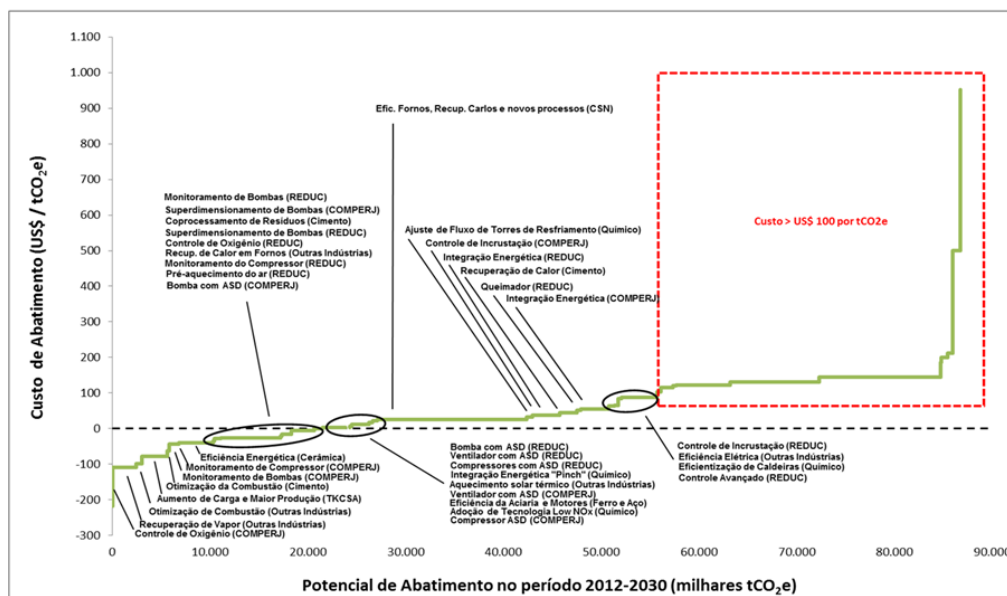 1.100
1.000
900
800
700
600
500
400
300
200
100
0
-100
-200
-300
Custo de Abatimento (US$ / tCO₂e)
Efic. Fornos, Recup. Carlos e novos processos (CSN)
Monitoramento de Bombas (REDUC)
Superdimensionamento de Bombas (COMPERJ)
Coprocessamento de Resíduos (Cimento)
Superdimensionamento de Bombas (REDUC)
Controle de Oxigênio (REDUC)
Recup. de Calor em Fornos (Outras Indústrias)
Monitoramento do Compressor (REDUC)
Pré-aquecimento do ar (REDUC)
Bomba com ASD (COMPERJ)
Ajuste de Fluxo de Torres de Resfriamento (Químico)
Controle de Incrustação (COMPERJ)
Integração Energética (REDUC)
Recuperação de Calor (Cimento)
Queimador (REDUC)
Integração Energética (COMPERJ)
Custo > US$ 100 por tCO2e
Eficiência Energética (Cerâmica)
Monitoramento de Compressor (COMPERJ)
Monitoramento de Bombas (COMPERJ)
Otimização da Combustão (Cimento)
Aumento de Carga e Maior Produção (TKCSA)
Otimização de Combustão (Outras Indústrias)
Recuperação de Vapor (Outras Indústrias)
Controle de Oxigênio (COMPERJ)
Bomba com ASD (REDUC)
Ventilador com ASD (REDUC)
Compressores com ASD (REDUC)
Integração Energética "Pinch" (Químico)
Aquecimento solar térmico (Outras Indústrias)
Ventilador com ASD (COMPERJ)
Eficiência da Aciaria e Motores (Ferro e Aço)
Adoção de Tecnologia Low NOx (Químico)
Compressor ASD (COMPERJ)
Controle de Incrustação (REDUC)
Eficiência Elétrica (Outras Indústrias)
Eficientização de Caldeiras (Químico)
Controle Avançado (REDUC)
0 10.000 20.000 30.000 40.000 50.000 60.000 70.000 80.000 90.000
Potencial de Abatimento no período 2012-2030 (milhares tCO₂e)